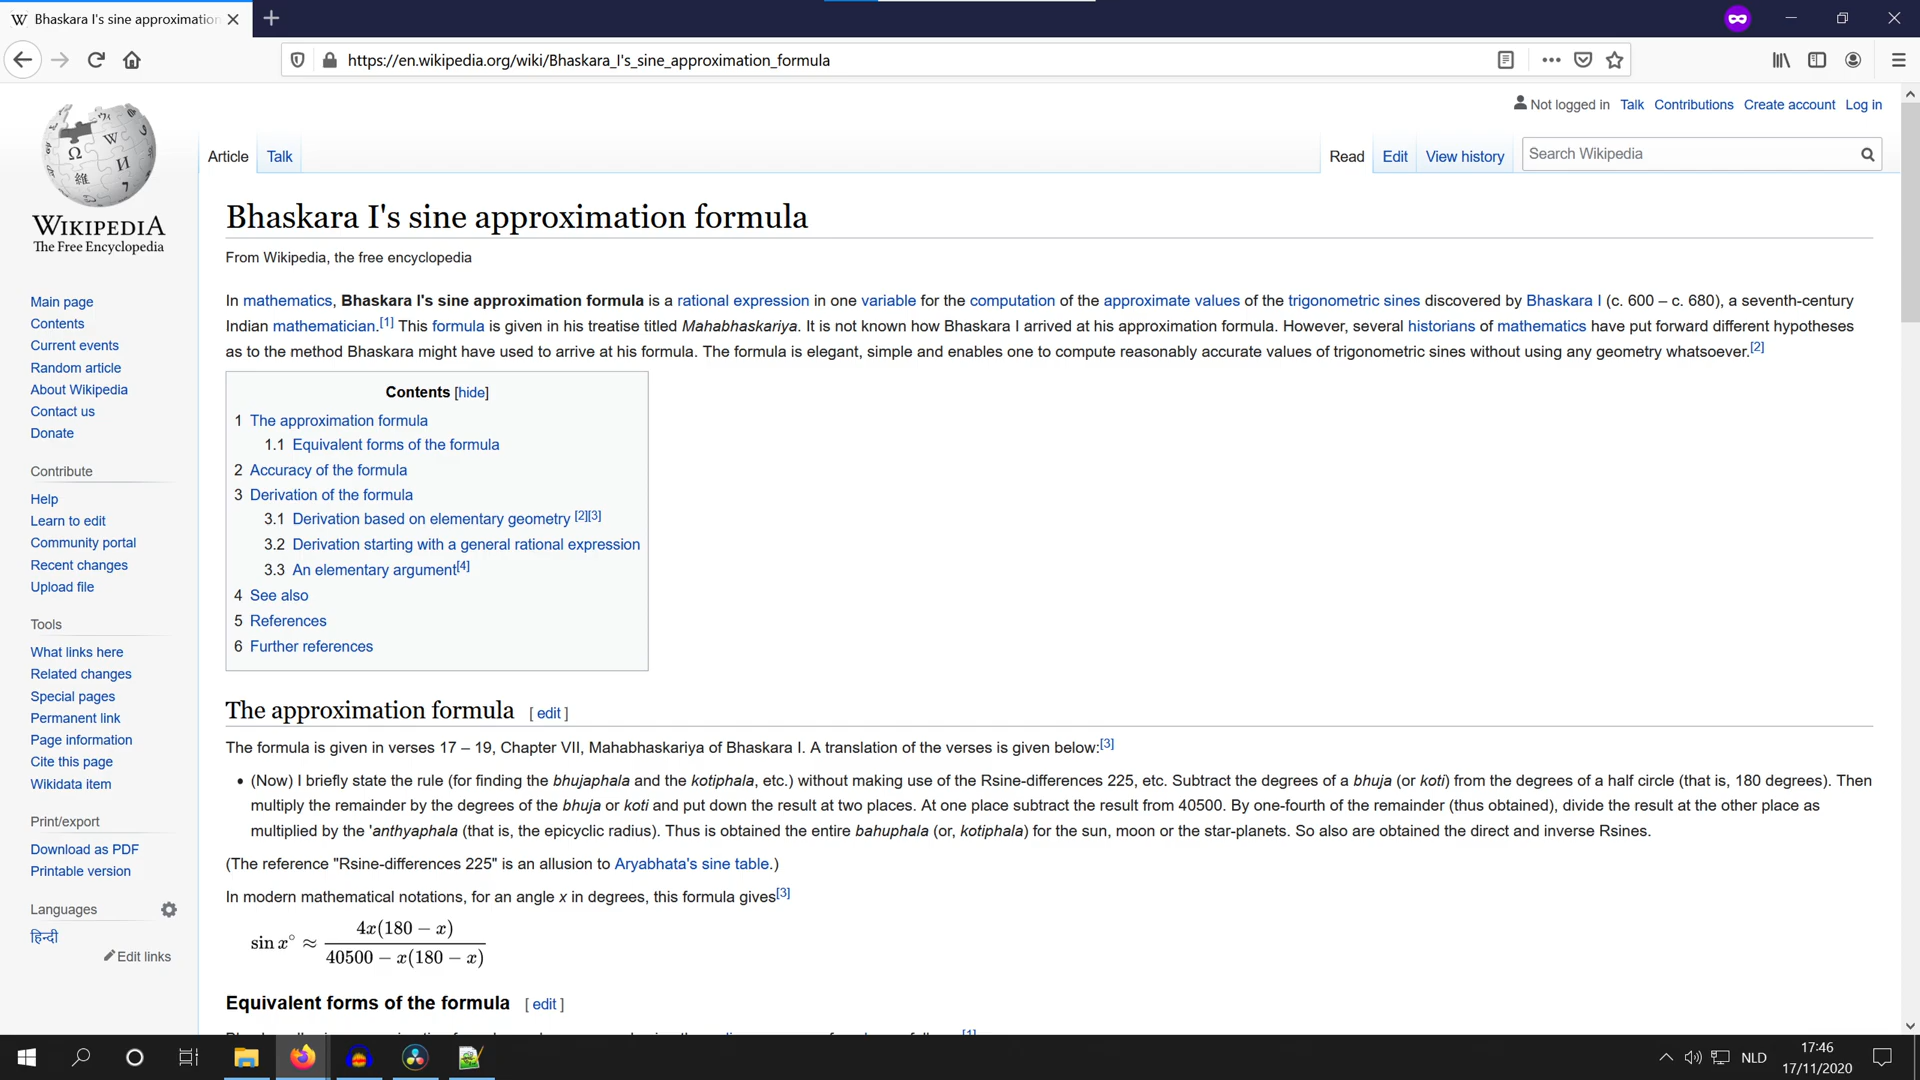 Bhaskara I's sine approximation
https://en.wikipedia.org/wiki/Bhaskara_I's_sine_approximation_formula
Not logged in Talk Contributions Create account Log in
Article Talk Read Edit View history Search Wikipedia
WIKIPEDIA
The Free Encyclopedia
Main page
Contents
Current events
Random article
About Wikipedia
Contact us
Donate
Contribute
Help
Learn to edit
Community portal
Recent changes
Upload file
Tools
What links here
Related changes
Special pages
Permanent link
Page information
Cite this page
Wikidata item
Print/export
Download as PDF
Printable version
Languages
हिन्दी
Edit links
Bhaskara I's sine approximation formula
From Wikipedia, the free encyclopedia
In mathematics, Bhaskara I's sine approximation formula is a rational expression in one variable for the computation of the approximate values of the trigonometric sines discovered by Bhaskara I (c. 600 – c. 680), a seventh-century
Indian mathematician.[1] This formula is given in his treatise titled Mahabhaskariya. It is not known how Bhaskara I arrived at his approximation formula. However, several historians of mathematics have put forward different hypotheses
as to the method Bhaskara might have used to arrive at his formula. The formula is elegant, simple and enables one to compute reasonably accurate values of trigonometric sines without using any geometry whatsoever.[2]
Contents [hide]
1 The approximation formula
1.1 Equivalent forms of the formula
2 Accuracy of the formula
3 Derivation of the formula
3.1 Derivation based on elementary geometry [2][3]
3.2 Derivation starting with a general rational expression
3.3 An elementary argument[4]
4 See also
5 References
6 Further references
The approximation formula [ edit ]
The formula is given in verses 17 – 19, Chapter VII, Mahabhaskariya of Bhaskara I. A translation of the verses is given below:[3]
• (Now) I briefly state the rule (for finding the bhujaphala and the kotiphala, etc.) without making use of the Rsine-differences 225, etc. Subtract the degrees of a bhuja (or koti) from the degrees of a half circle (that is, 180 degrees). Then
multiply the remainder by the degrees of the bhuja or koti and put down the result at two places. At one place subtract the result from 40500. By one-fourth of the remainder (thus obtained), divide the result at the other place as
multiplied by the 'anthyaphala (that is, the epicyclic radius). Thus is obtained the entire bahuphala (or, kotiphala) for the sun, moon or the star-planets. So also are obtained the direct and inverse Rsines.
(The reference "Rsine-differences 225" is an allusion to Aryabhata's sine table.)
In modern mathematical notations, for an angle x in degrees, this formula gives[3]
sin x° ≈ 4x(180 − x) / 40500 − x(180 − x)
Equivalent forms of the formula [ edit ]
NLD
17:46
17/11/2020